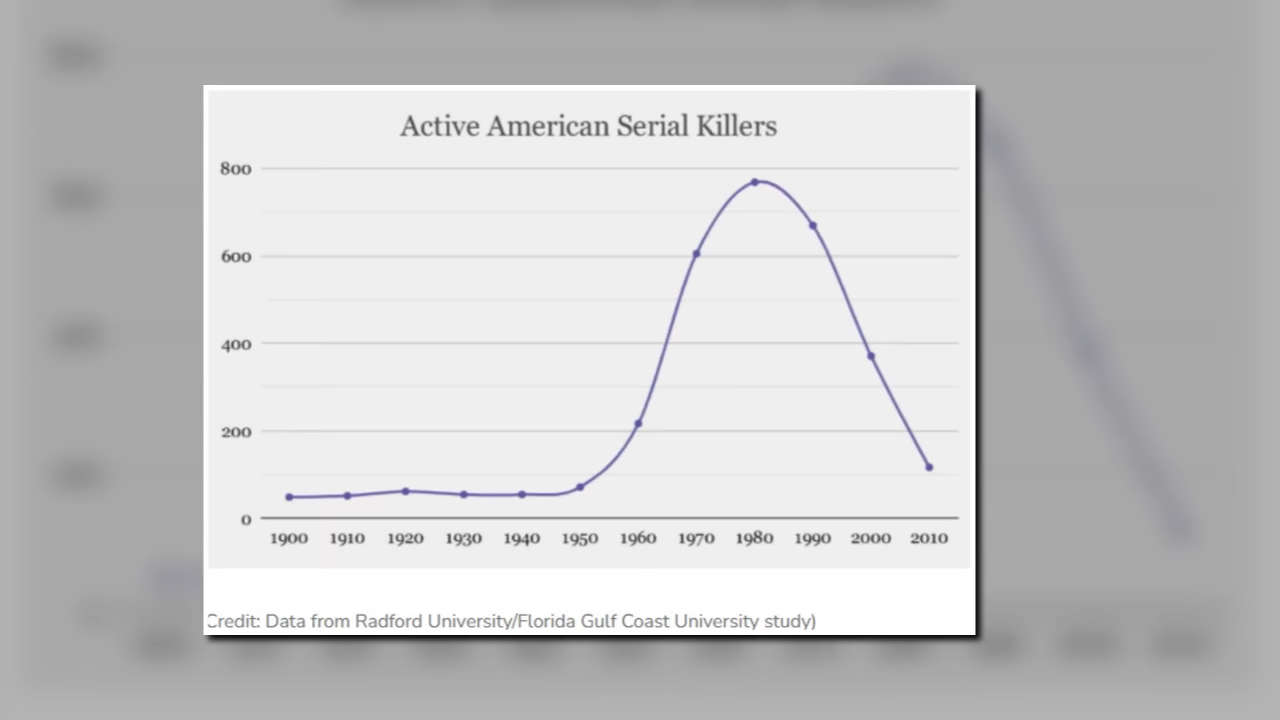 Active American Serial Killers
800
600
400
200
0
1900 1910 1920 1930 1940 1950 1960 1970 1980 1990 2000 2010
Credit: Data from Radford University/Florida Gulf Coast University study)